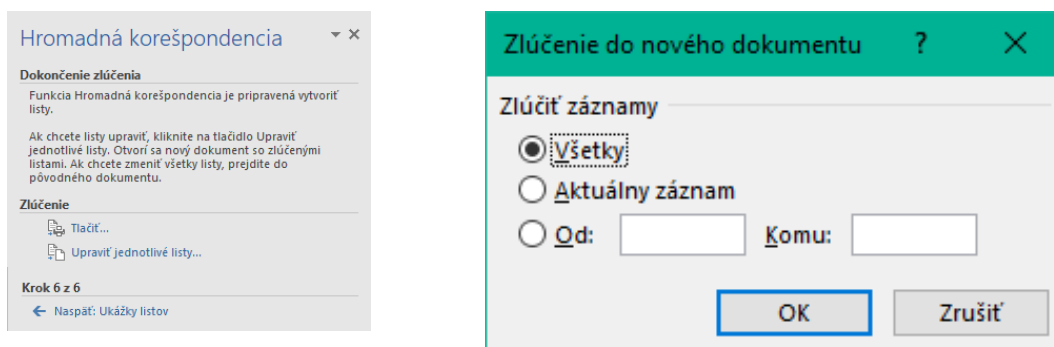 Hromadná korešpondencia
Dokončenie zlúčenia
Funkcia Hromadná korešpondencia je pripravená vytvoriť
listy.
Ak chcete listy upraviť, kliknite na tlačidlo Upraviť
jednotlivé listy. Otvorí sa nový dokument so zlúčenými
listami. Ak chcete zmeniť všetky listy, prejdite do
pôvodného dokumentu.
Zlúčenie
Tlačiť...
Upraviť jednotlivé listy...
Krok 6 z 6
Naspäť: Ukážky listov
Zlúčenie do nového dokumentu ?
Zlúčiť záznamy
Všetky
Aktuálny záznam
Od: Komu:
OK Zrušiť